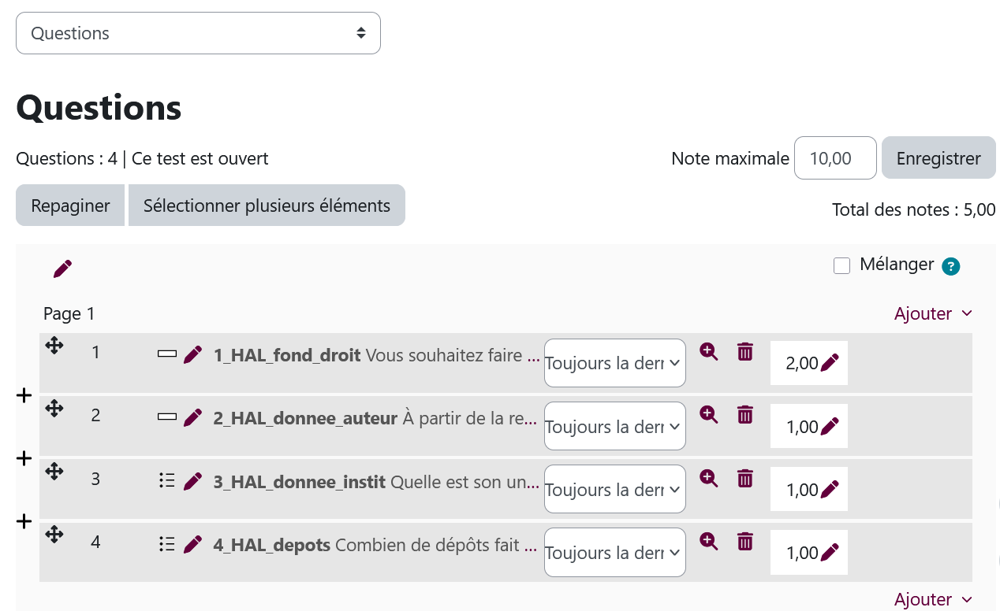 Questions
Questions
Questions : 4 | Ce test est ouvert
Note maximale 10,00 Enregistrer
Repaginer Sélectionner plusieurs éléments
Total des notes : 5,00
Mélanger ?
Page 1 Ajouter
1 1_HAL_fond_droit Vous souhaitez faire ... Toujours la derr 2,00
2 2_HAL_donnee_auteur À partir de la re... Toujours la derr 1,00
3 3_HAL_donnee_instit Quelle est son un... Toujours la derr 1,00
4 4_HAL_depots Combien de dépôts fait ... Toujours la derr 1,00
Ajouter